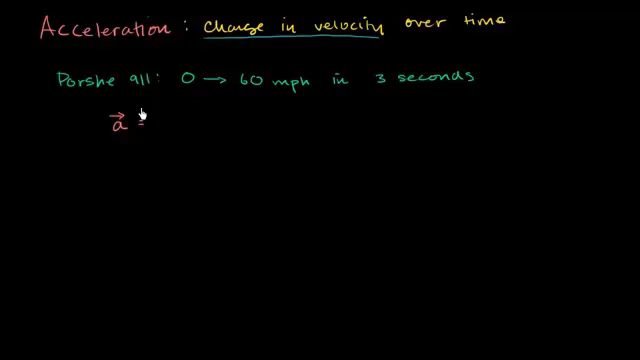 Acceleration: Change in velocity over time
Porshe 911: 0 → 60 mph in 3 seconds
a⃗ =